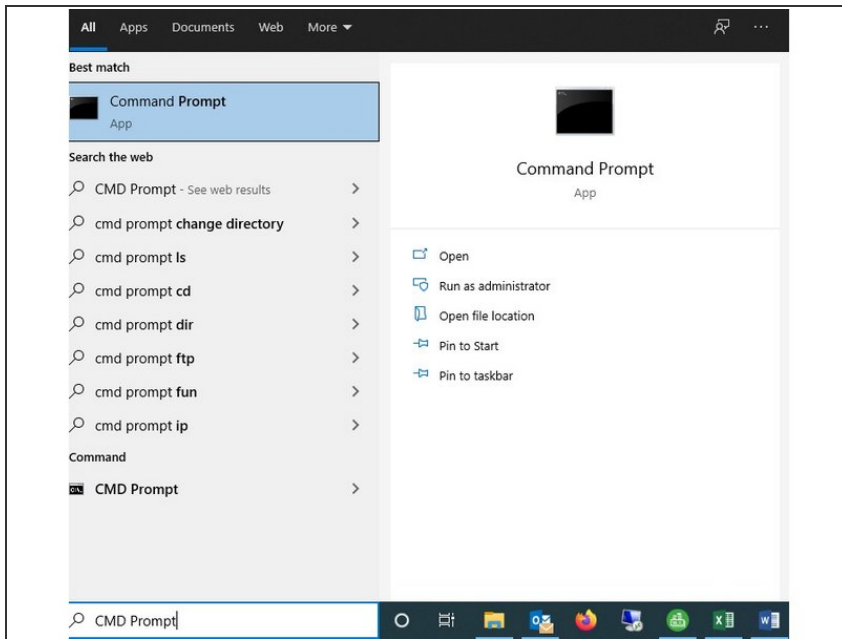 All Apps Documents Web More
Best match
Command Prompt
App
Search the web
CMD Prompt - See web results
cmd prompt change directory
cmd prompt ls
cmd prompt cd
cmd prompt dir
cmd prompt ftp
cmd prompt fun
cmd prompt ip
Command
CMD Prompt
CMD Prompt
Command Prompt
App
Open
Run as administrator
Open file location
Pin to Start
Pin to taskbar